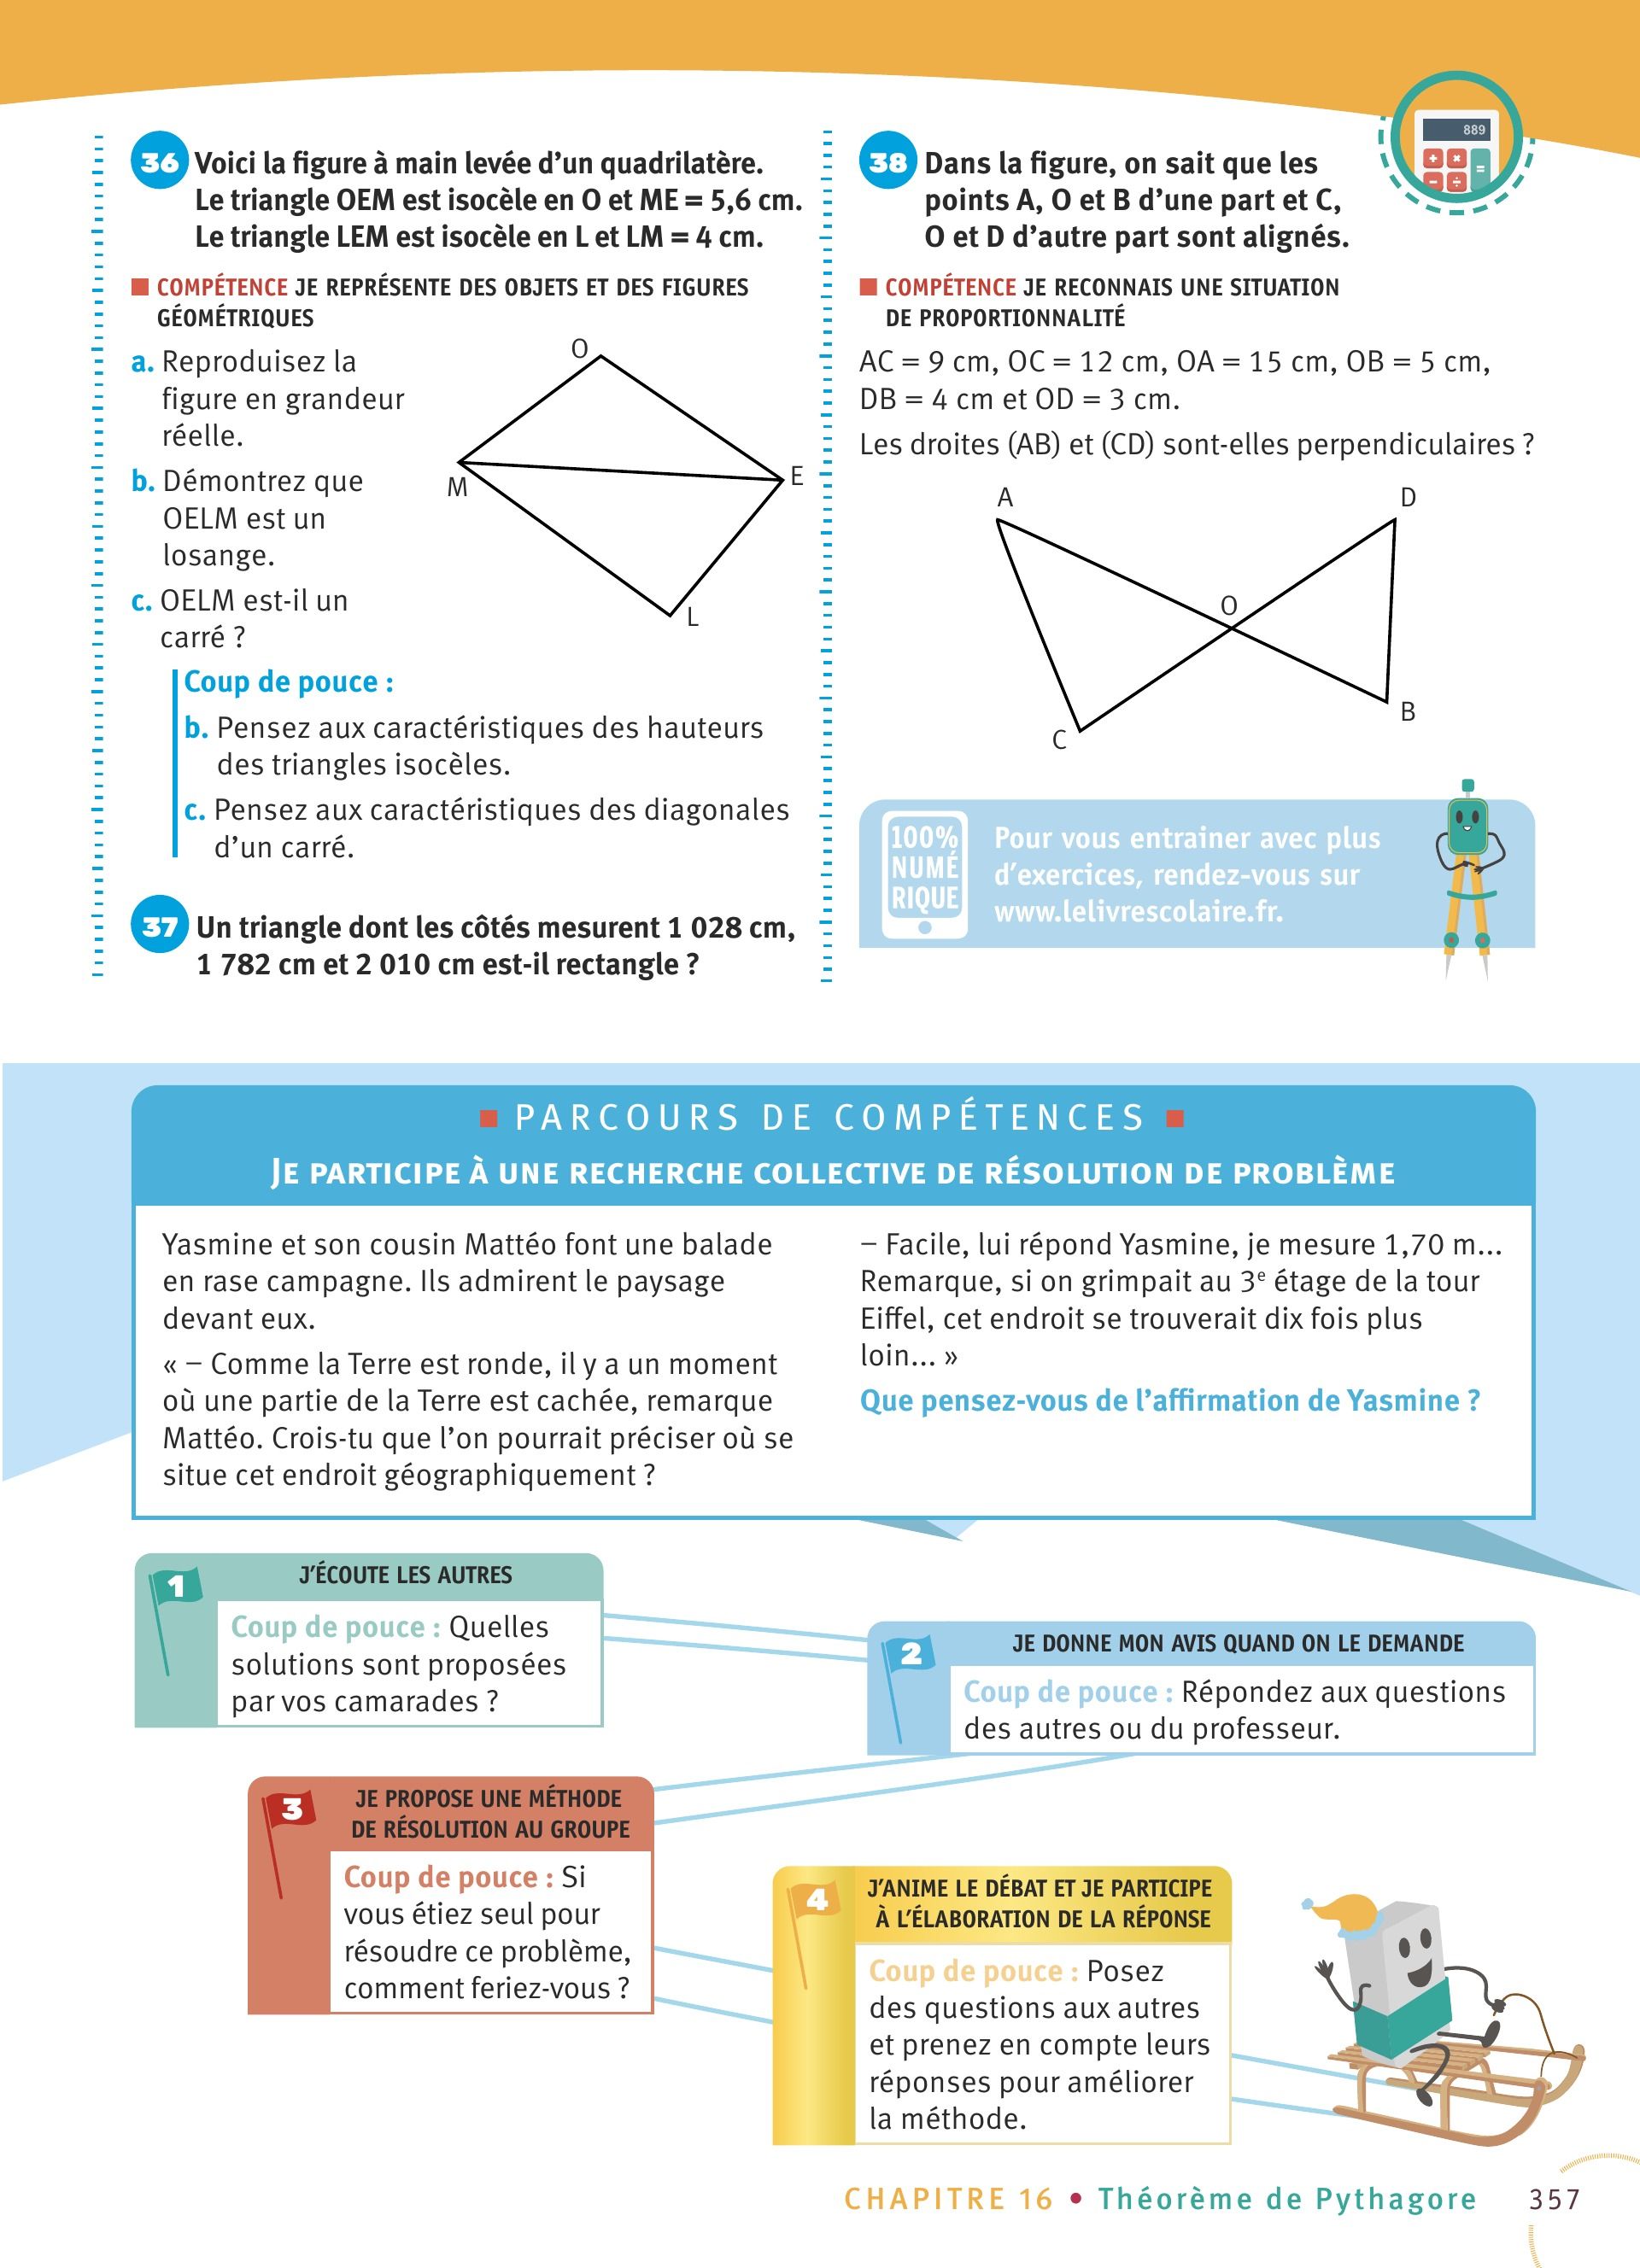 889
36 Voici la figure à main levée d’un quadrilatère.
Le triangle OEM est isocèle en O et ME = 5,6 cm.
Le triangle LEM est isocèle en L et LM = 4 cm.
COMPÉTENCE JE REPRÉSENTE DES OBJETS ET DES FIGURES
GÉOMÉTRIQUES
a. Reproduisez la
figure en grandeur
réelle.
b. Démontrez que
OELM est un
losange.
c. OELM est-il un
carré ?
O
M
E
L
Coup de pouce :
b. Pensez aux caractéristiques des hauteurs
des triangles isocèles.
c. Pensez aux caractéristiques des diagonales
d’un carré.
37 Un triangle dont les côtés mesurent 1 028 cm,
1 782 cm et 2 010 cm est-il rectangle ?
38 Dans la figure, on sait que les
points A, O et B d’une part et C,
O et D d’autre part sont alignés.
COMPÉTENCE JE RECONNAIS UNE SITUATION
DE PROPORTIONNALITÉ
AC = 9 cm, OC = 12 cm, OA = 15 cm, OB = 5 cm,
DB = 4 cm et OD = 3 cm.
Les droites (AB) et (CD) sont-elles perpendiculaires ?
A
D
O
B
C
100%
NUMÉ
RIQUE
Pour vous entrainer avec plus
d’exercices, rendez-vous sur
www.lelivrescolaire.fr.
PARCOURS DE COMPÉTENCES
JE PARTICIPE À UNE RECHERCHE COLLECTIVE DE RÉSOLUTION DE PROBLÈME
Yasmine et son cousin Mattéo font une balade
en rase campagne. Ils admirent le paysage
devant eux.
« – Comme la Terre est ronde, il y a un moment
où une partie de la Terre est cachée, remarque
Mattéo. Crois-tu que l’on pourrait préciser où se
situe cet endroit géographiquement ?
– Facile, lui répond Yasmine, je mesure 1,70 m...
Remarque, si on grimpait au 3e étage de la tour
Eiffel, cet endroit se trouverait dix fois plus
loin... »
Que pensez-vous de l’affirmation de Yasmine ?
1 J’ÉCOUTE LES AUTRES
Coup de pouce : Quelles
solutions sont proposées
par vos camarades ?
2 JE DONNE MON AVIS QUAND ON LE DEMANDE
Coup de pouce : Répondez aux questions
des autres ou du professeur.
3 JE PROPOSE UNE MÉTHODE
DE RÉSOLUTION AU GROUPE
Coup de pouce : Si
vous étiez seul pour
résoudre ce problème,
comment feriez-vous ?
4 J’ANIME LE DÉBAT ET JE PARTICIPE
À L’ÉLABORATION DE LA RÉPONSE
Coup de pouce : Posez
des questions aux autres
et prenez en compte leurs
réponses pour améliorer
la méthode.
CHAPITRE 16 • Théorème de Pythagore 357